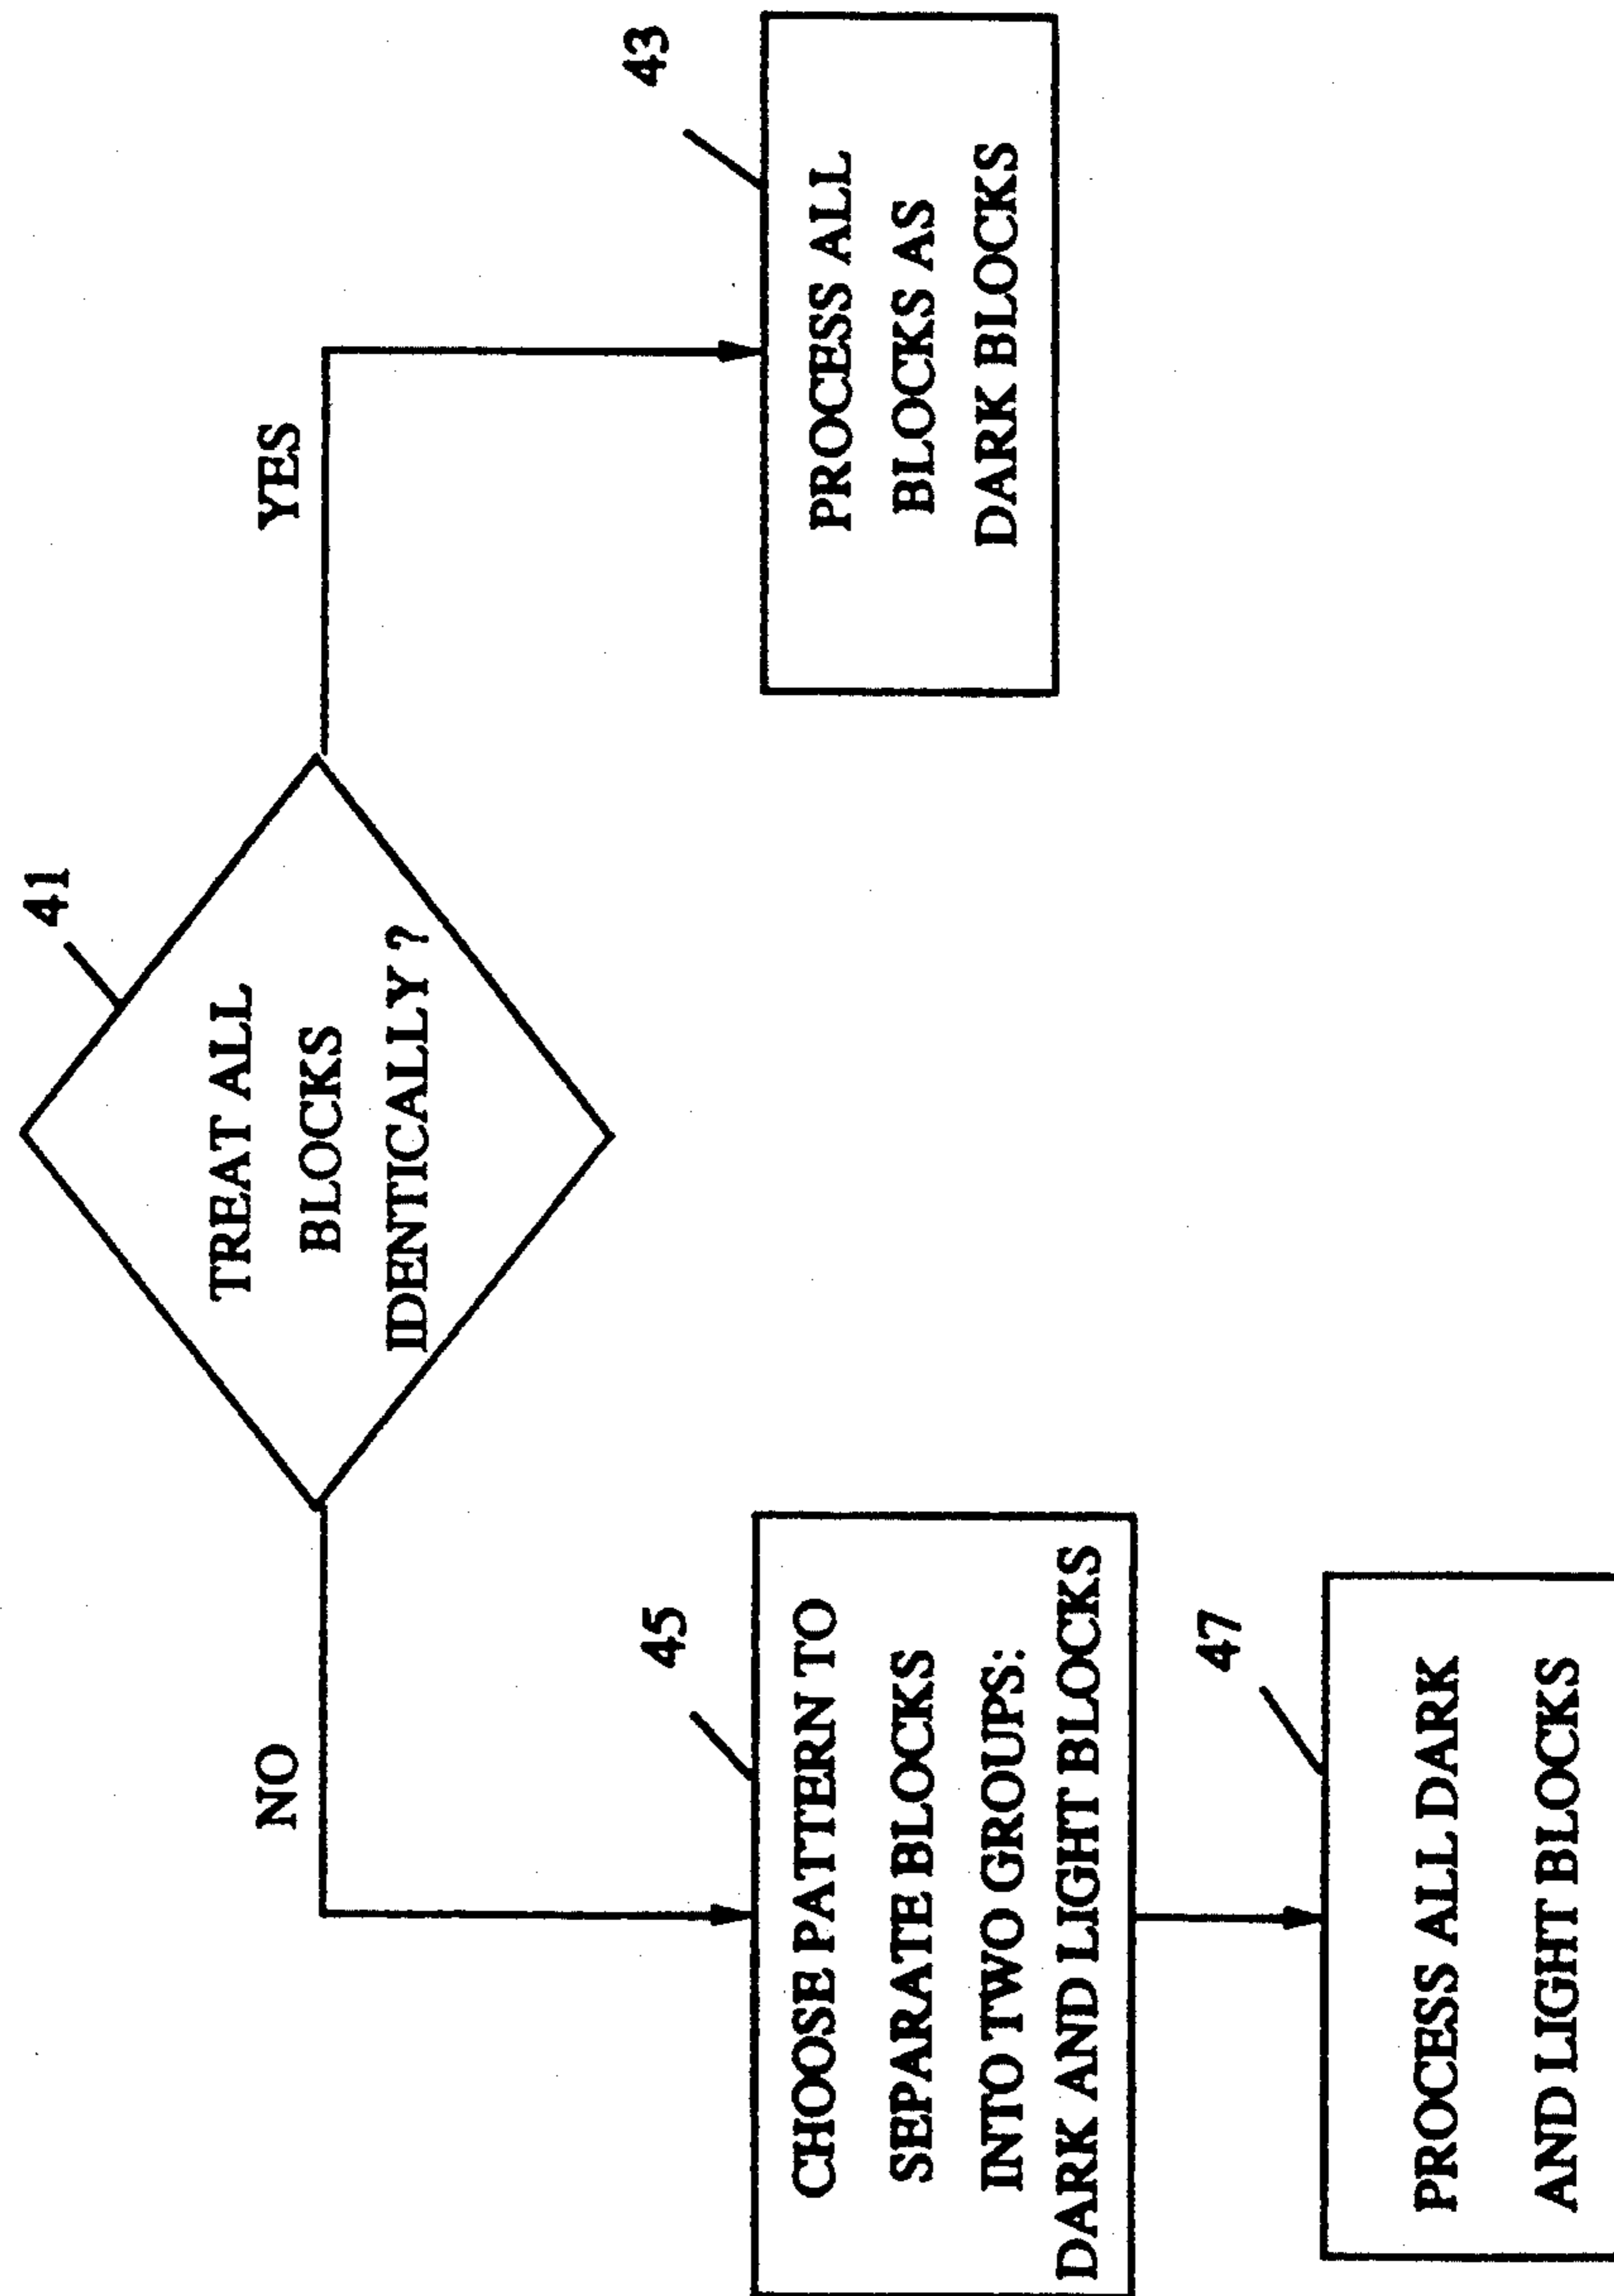 41
TREAT ALL
BLOCKS
IDENTICALLY ?
NO
YES
45
CHOOSE PATTERN TO
SEPARATE BLOCKS
INTO TWO GROUPS:
DARK AND LIGHT BLOCKS
43
PROCESS ALL
BLOCKS AS
DARK BLOCKS
47
PROCESS ALL DARK
AND LIGHT BLOCKS